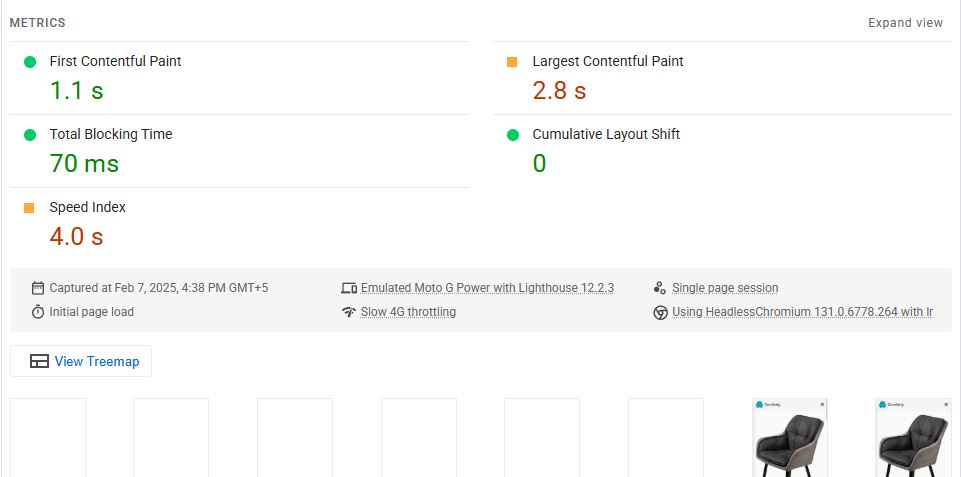 METRICS
Expand view
First Contentful Paint
1.1 s
Largest Contentful Paint
2.8 s
Total Blocking Time
70 ms
Cumulative Layout Shift
0
Speed Index
4.0 s
Captured at Feb 7, 2025, 4:38 PM GMT+5
Emulated Moto G Power with Lighthouse 12.2.3
Single page session
Initial page load
Slow 4G throttling
Using HeadlessChromium 131.0.6778.264 with lr
View Treemap
Comforty
Comforty